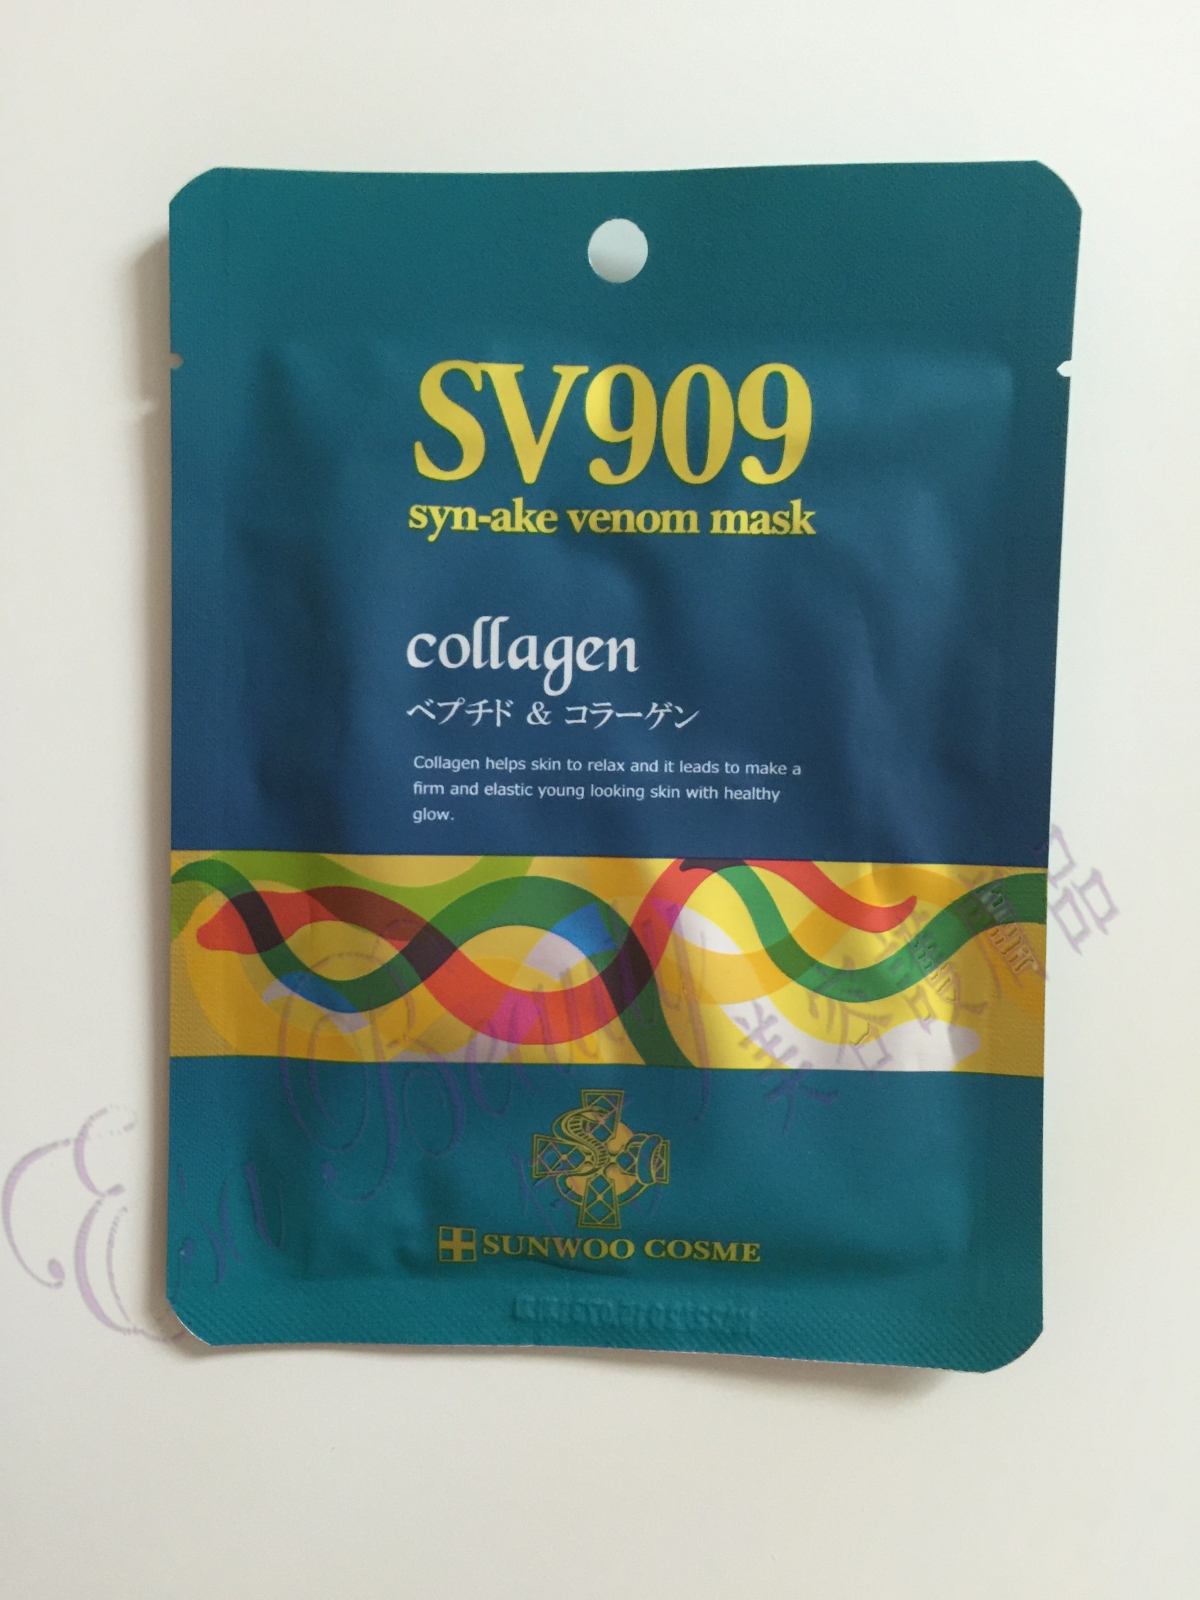 SV909
syn-ake venom mask
collagen
ペプチド & コラーゲン
Collagen helps skin to relax and it leads to make a
firm and elastic young looking skin with healthy
glow.
Beauty
SUNWOO COSME